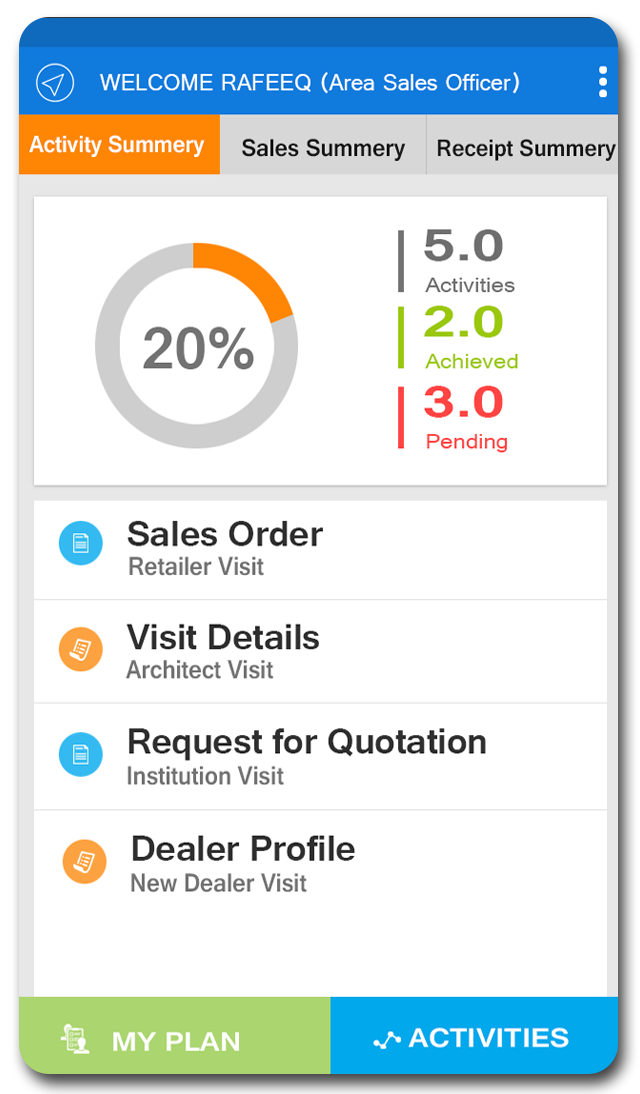 WELCOME RAFEEQ (Area Sales Officer)
Activity Summery
Sales Summery
Receipt Summery
20%
5.0
Activities
2.0
Achieved
3.0
Pending
Sales Order
Retailer Visit
Visit Details
Architect Visit
Request for Quotation
Institution Visit
Dealer Profile
New Dealer Visit
MY PLAN
ACTIVITIES